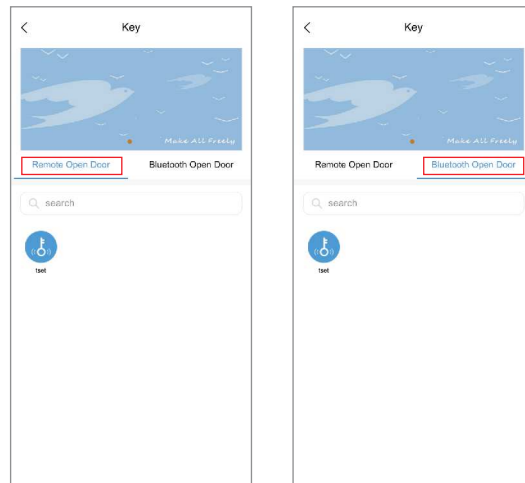 Key
Make All Freely
Remote Open Door
Bluetooth Open Door
search
tset
Key
Make All Freely
Remote Open Door
Bluetooth Open Door
search
tset